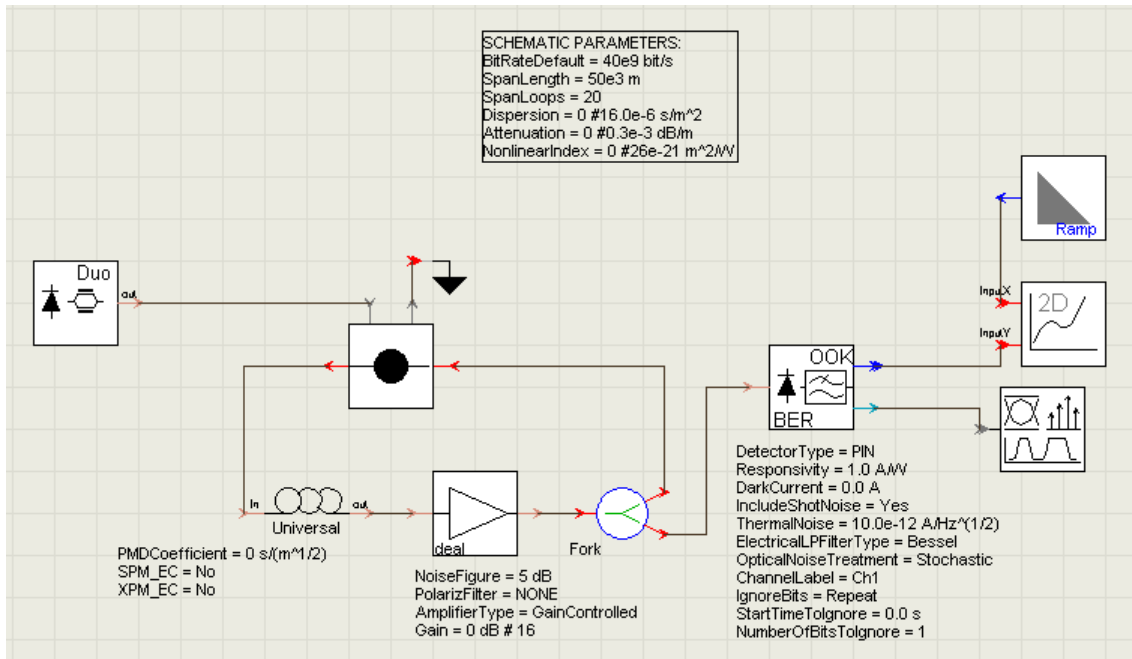 SCHEMATIC PARAMETERS:
BitRateDefault = 40e9 bit/s
SpanLength = 50e3 m
SpanLoops = 20
Dispersion = 0 #16.0e-6 s/m^2
Attenuation = 0 #0.3e-3 dB/m
NonlinearIndex = 0 #26e-21 m^2/W
Ramp
Duo
out
InputX
2D
InputY
OOK
BER
In
out
Universal
deal
Fork
PMDCoefficient = 0 s/(m^1/2)
SPM_EC = No
XPM_EC = No
NoiseFigure = 5 dB
PolarizFilter = NONE
AmplifierType = GainControlled
Gain = 0 dB # 16
DetectorType = PIN
Responsivity = 1.0 A/W
DarkCurrent = 0.0 A
IncludeShotNoise = Yes
ThermalNoise = 10.0e-12 A/Hz^(1/2)
ElectricalLPFilterType = Bessel
OpticalNoiseTreatment = Stochastic
ChannelLabel = Ch1
IgnoreBits = Repeat
StartTimeToIgnore = 0.0 s
NumberOfBitsToIgnore = 1